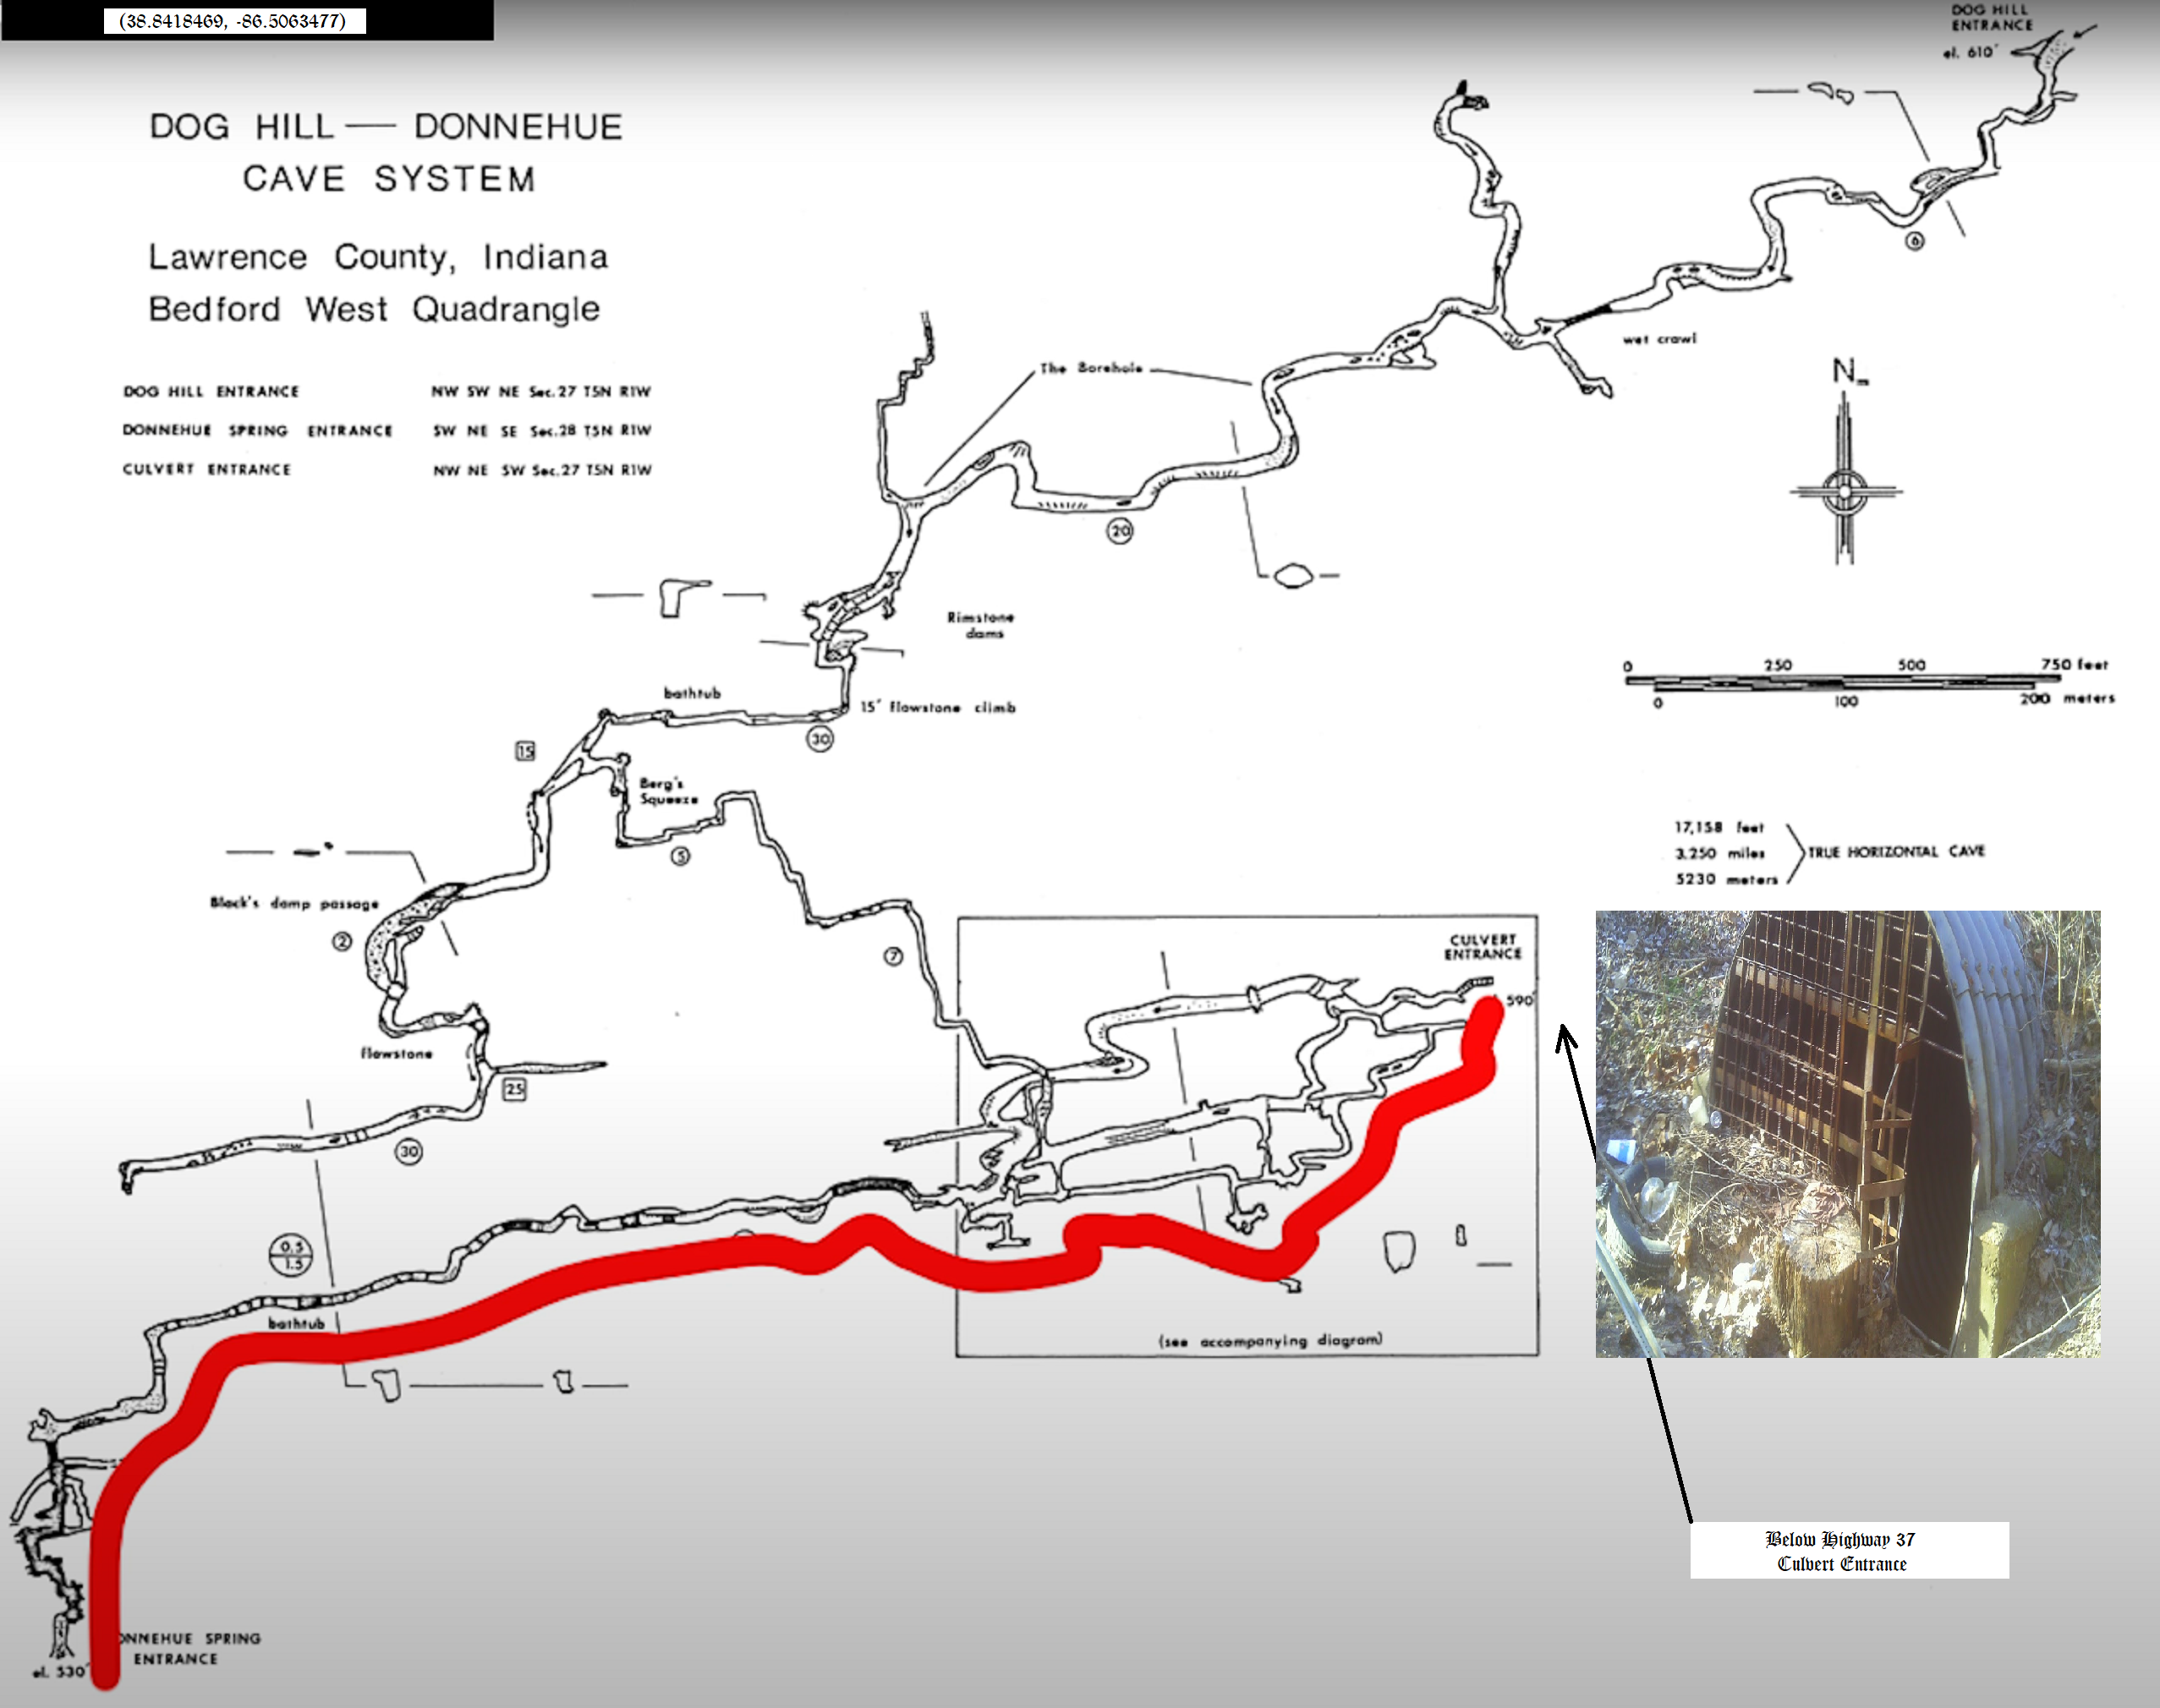 (38.8418469, -86.5063477)
DOG HILL
ENTRANCE
el. 610'
DOG HILL — DONNEHUE
CAVE SYSTEM
Lawrence County, Indiana
Bedford West Quadrangle
DOG HILL ENTRANCE NW SW NE Sec.27 T5N R1W
DONNEHUE SPRING ENTRANCE SW NE SE Sec.28 T5N R1W
CULVERT ENTRANCE NW NE SW Sec.27 T5N R1W
6
wet crawl
The Borehole
N
20
Rimstone
dams
0 250 500 750 feet
0 100 200 meters
bathtub
15' flowstone climb
30
15
Berg's
Squeeze
5
17,158 feet
3.250 miles
5230 meters
TRUE HORIZONTAL CAVE
Black's damp passage
2
7
CULVERT
ENTRANCE
590'
flowstone
25
30
0.5
1.5
bathtub
(see accompanying diagram)
Below Highway 37
Culvert Entrance
ONNEHUE SPRING
ENTRANCE
el. 530'